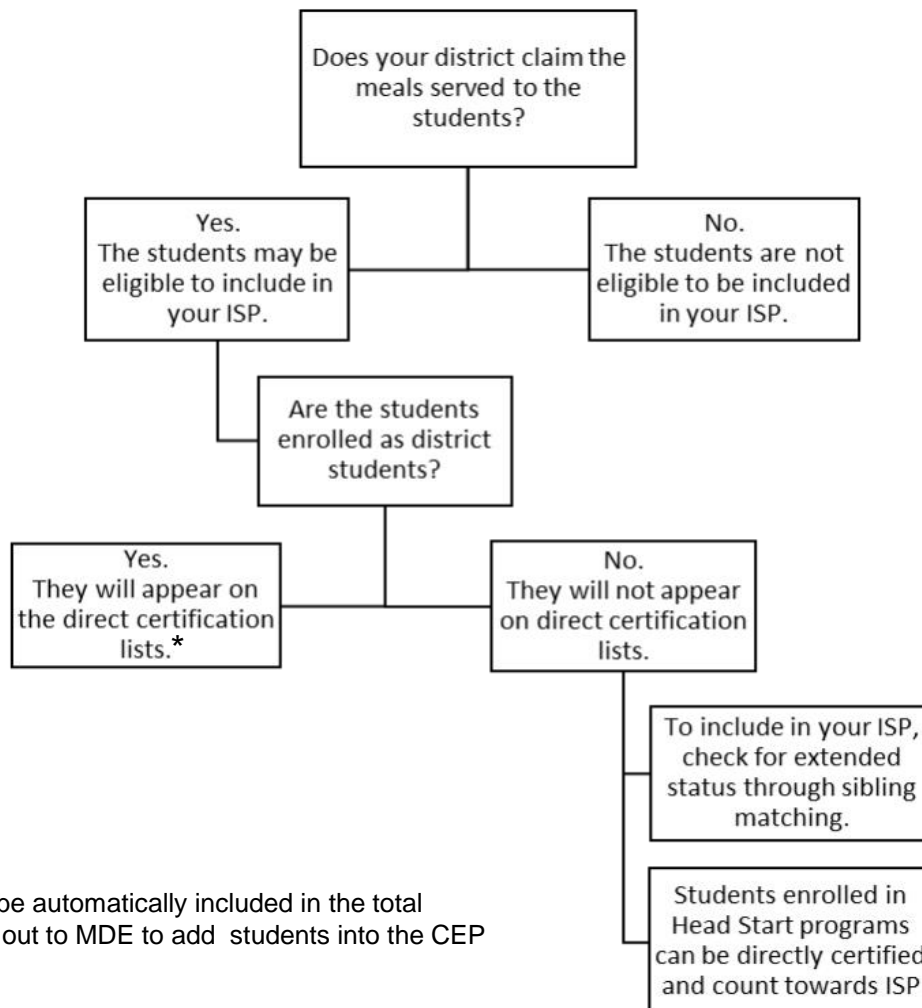 Does your district claim the
meals served to the
students?
Yes.
The students may be
eligible to include in
your ISP.
No.
The students are not
eligible to be included
in your ISP.
Are the students
enrolled as district
students?
Yes.
They will appear on
the direct certification
lists.*
No.
They will not appear
on direct certification
lists.
To include in your ISP,
check for extended
status through sibling
matching.
Students enrolled in
Head Start programs
can be directly certified
and count towards ISP
be automatically included in the total
out to MDE to add students into the CEP